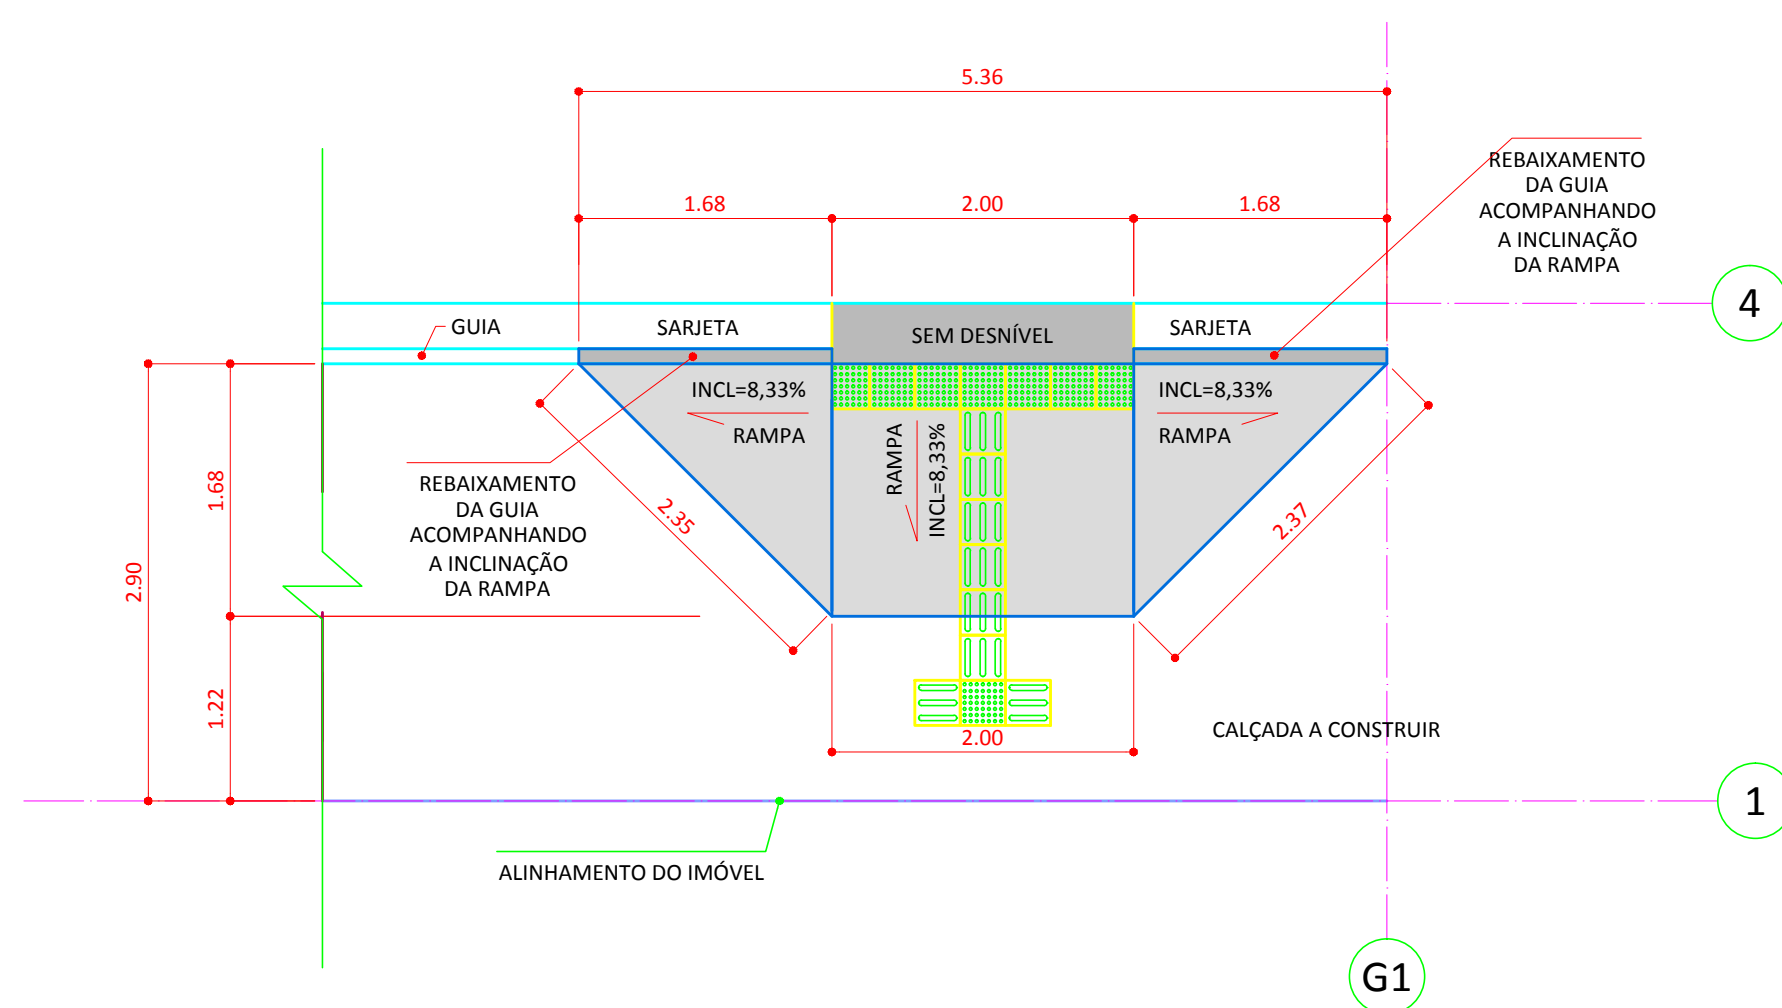 5.36
1.68
2.00
1.68
REBAIXAMENTO
DA GUIA
ACOMPANHANDO
A INCLINAÇÃO
DA RAMPA
4
GUIA
SARJETA
SEM DESNÍVEL
SARJETA
INCL=8,33%
RAMPA
RAMPA
INCL=8,33%
INCL=8,33%
RAMPA
REBAIXAMENTO
DA GUIA
ACOMPANHANDO
A INCLINAÇÃO
DA RAMPA
2.35
2.37
1.68
2.90
1.22
2.00
CALÇADA A CONSTRUIR
1
ALINHAMENTO DO IMÓVEL
G1